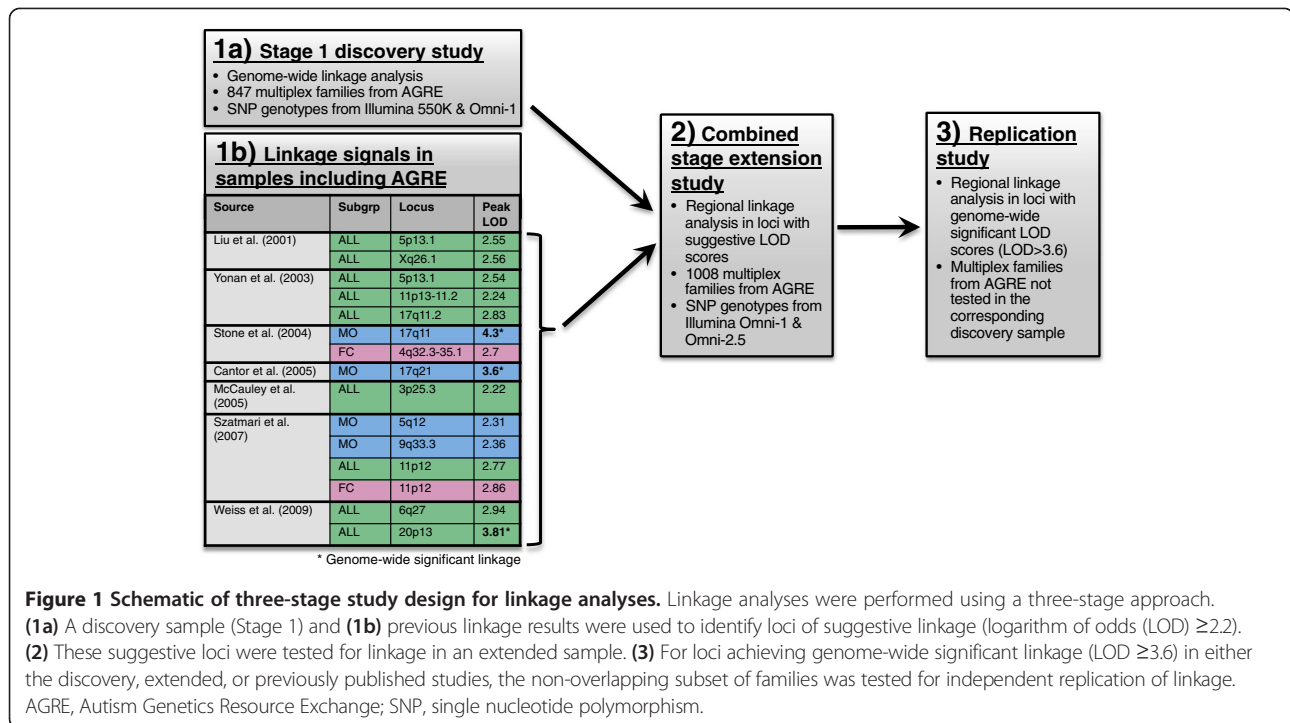 1a) Stage 1 discovery study
• Genome-wide linkage analysis
• 847 multiplex families from AGRE
• SNP genotypes from Illumina 550K & Omni-1
1b) Linkage signals in
samples including AGRE
Source Subgrp Locus Peak
LOD
Liu et al. (2001) ALL 5p13.1 2.55
ALL Xq26.1 2.56
Yonan et al. (2003) ALL 5p13.1 2.54
ALL 11p13-11.2 2.24
ALL 17q11.2 2.83
Stone et al. (2004) MO 17q11 4.3*
FC 4q32.3-35.1 2.7
Cantor et al. (2005) MO 17q21 3.6*
McCauley et al.
(2005) ALL 3p25.3 2.22
Szatmari et al.
(2007) MO 5q12 2.31
MO 9q33.3 2.36
ALL 11p12 2.77
FC 11p12 2.86
Weiss et al. (2009) ALL 6q27 2.94
ALL 20p13 3.81*
* Genome-wide significant linkage
2) Combined
stage extension
study
• Regional linkage
analysis in loci with
suggestive LOD
scores
• 1008 multiplex
families from AGRE
• SNP genotypes from
Illumina Omni-1 &
Omni-2.5
3) Replication
study
• Regional linkage
analysis in loci with
genome-wide
significant LOD
scores (LOD>3.6)
• Multiplex families
from AGRE not
tested in the
corresponding
discovery sample
Figure 1 Schematic of three-stage study design for linkage analyses. Linkage analyses were performed using a three-stage approach.
(1a) A discovery sample (Stage 1) and (1b) previous linkage results were used to identify loci of suggestive linkage (logarithm of odds (LOD) ≥2.2).
(2) These suggestive loci were tested for linkage in an extended sample. (3) For loci achieving genome-wide significant linkage (LOD ≥3.6) in either
the discovery, extended, or previously published studies, the non-overlapping subset of families was tested for independent replication of linkage.
AGRE, Autism Genetics Resource Exchange; SNP, single nucleotide polymorphism.